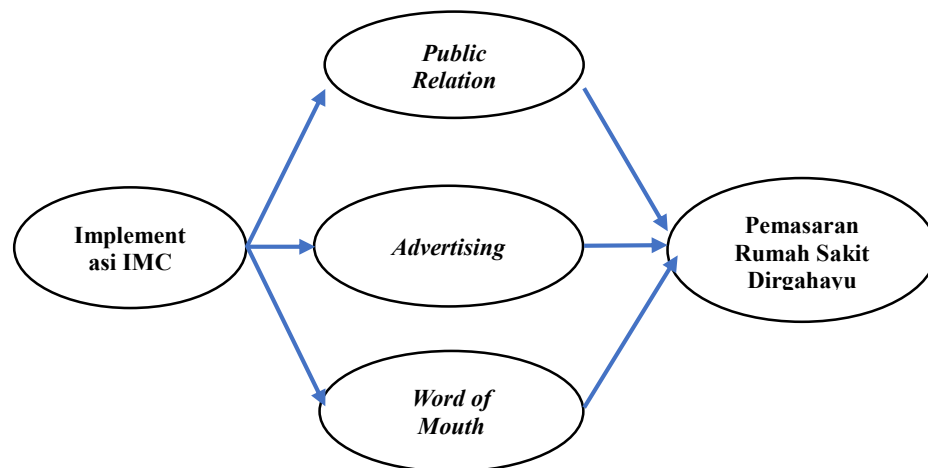 Public
Relation
Implement
asi IMC
Advertising
Pemasaran
Rumah Sakit
Dirgahayu
Word of
Mouth